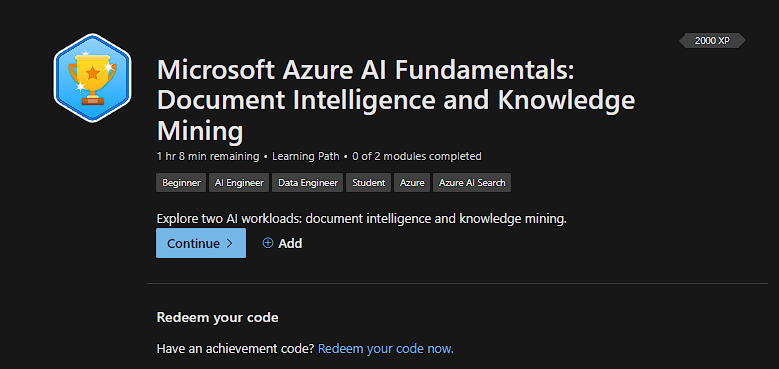 2000 XP
Microsoft Azure AI Fundamentals:
Document Intelligence and Knowledge
Mining
1 hr 8 min remaining • Learning Path • 0 of 2 modules completed
Beginner AI Engineer Data Engineer Student Azure Azure AI Search
Explore two AI workloads: document intelligence and knowledge mining.
Continue > Add
Redeem your code
Have an achievement code? Redeem your code now.